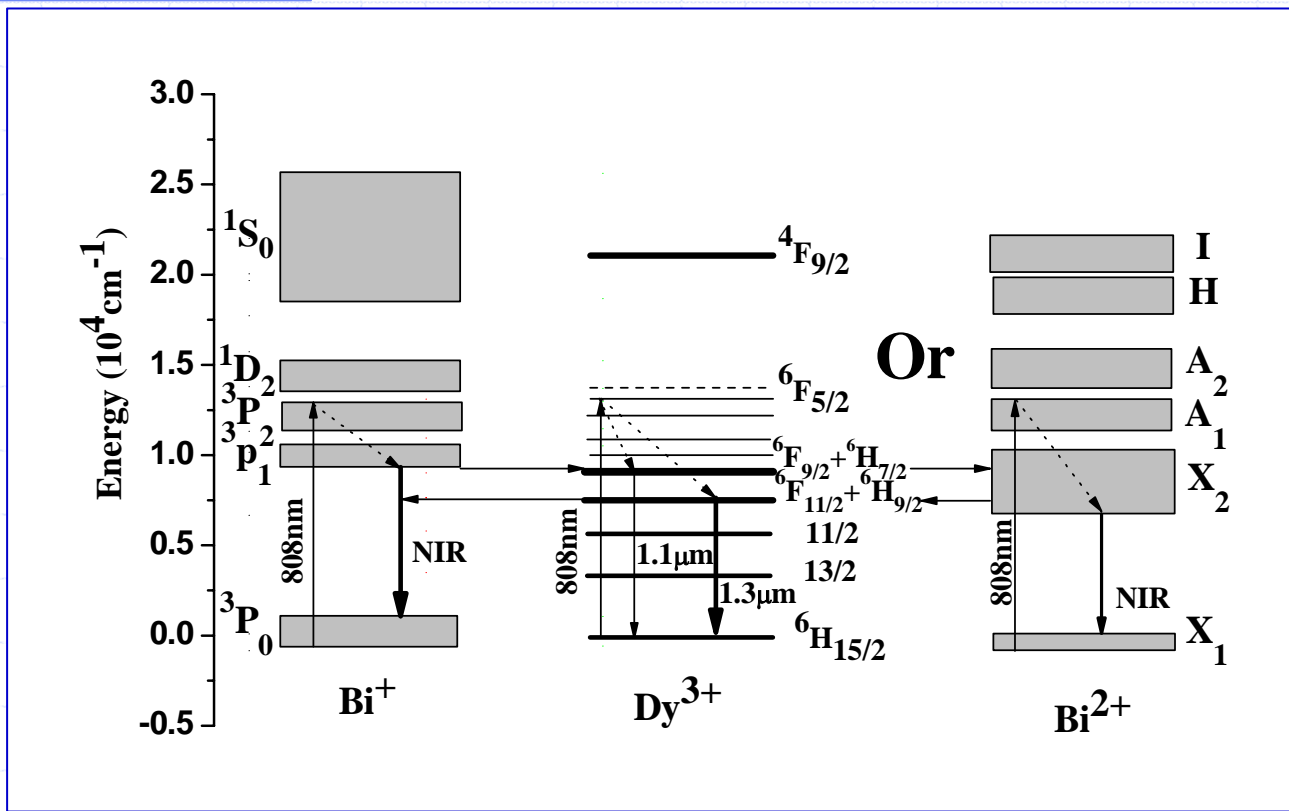 Energy (10⁴cm⁻¹)
3.0
2.5
2.0
1.5
1.0
0.5
0.0
-0.5
¹S₀
¹D₂
³P₂
³p₁
³P₀
808nm
NIR
Bi⁺
⁴F₉/₂
⁶F₅/₂
⁶F₉/₂+⁶H₇/₂
⁶F₁₁/₂+⁶H₉/₂
11/2
13/2
⁶H₁₅/₂
808nm
1.1μm
1.3μm
Dy³⁺
Or
I
H
A₂
A₁
X₂
X₁
808nm
NIR
Bi²⁺